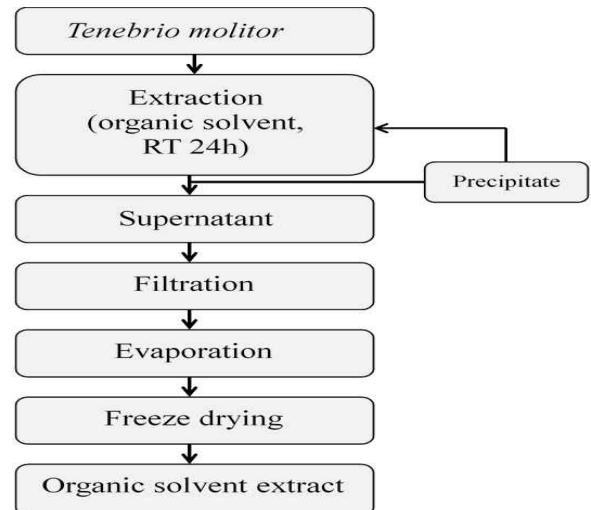 Tenebrio molitor
Extraction
(organic solvent,
RT 24h)
Precipitate
Supernatant
Filtration
Evaporation
Freeze drying
Organic solvent extract